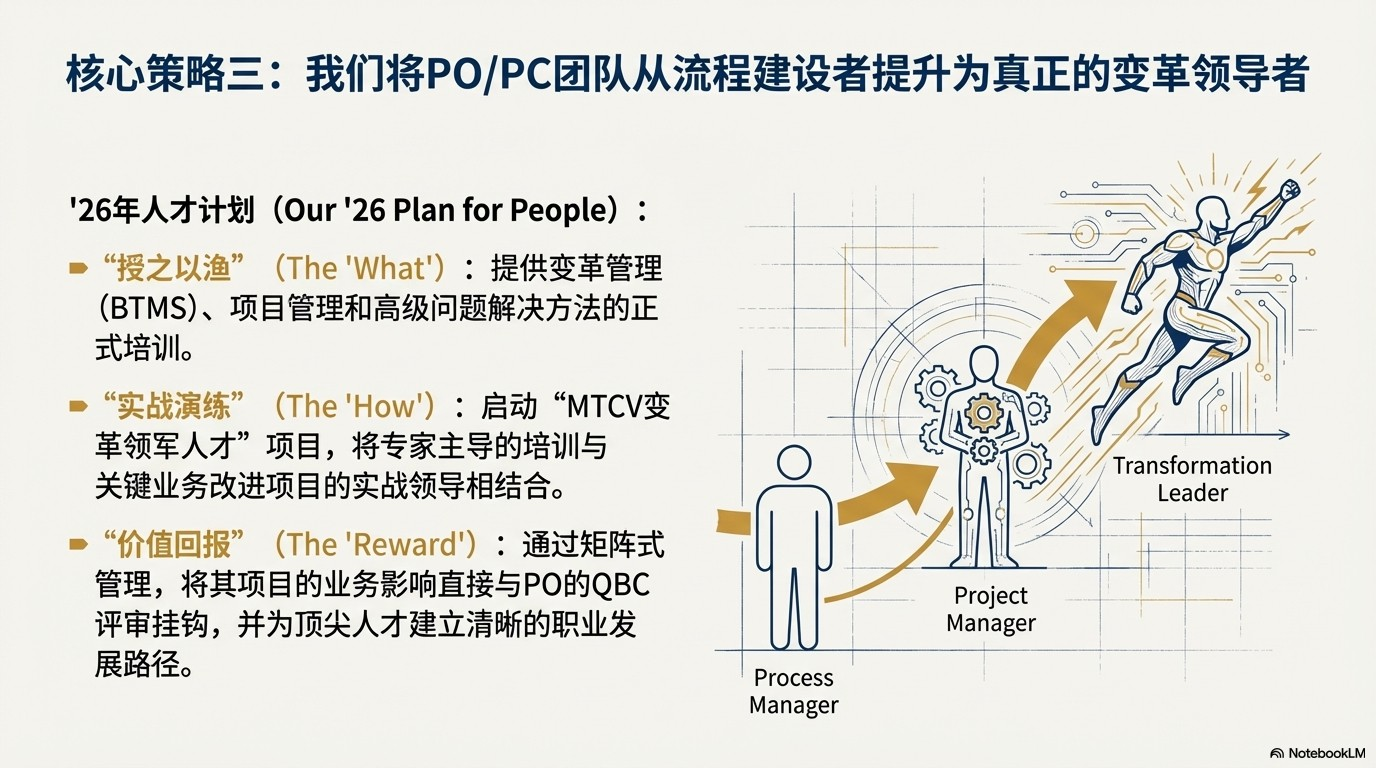 核心策略三：我们将PO/PC团队从流程建设者提升为真正的变革领导者
'26年人才计划（Our '26 Plan for People）：
“授之以渔”（The 'What'）：提供变革管理
（BTMS）、项目管理和高级问题解决方法的正
式培训。
“实战演练”（The 'How'）：启动“MTCV变
革领军人才”项目，将专家主导的培训与
关键业务改进项目的实战领导相结合。
“价值回报”（The 'Reward'）：通过矩阵式
管理，将其项目的业务影响直接与PO的QBC
评审挂钩，并为顶尖人才建立清晰的职业发
展路径。
Process
Manager
Project
Manager
Transformation
Leader
NotebookLM